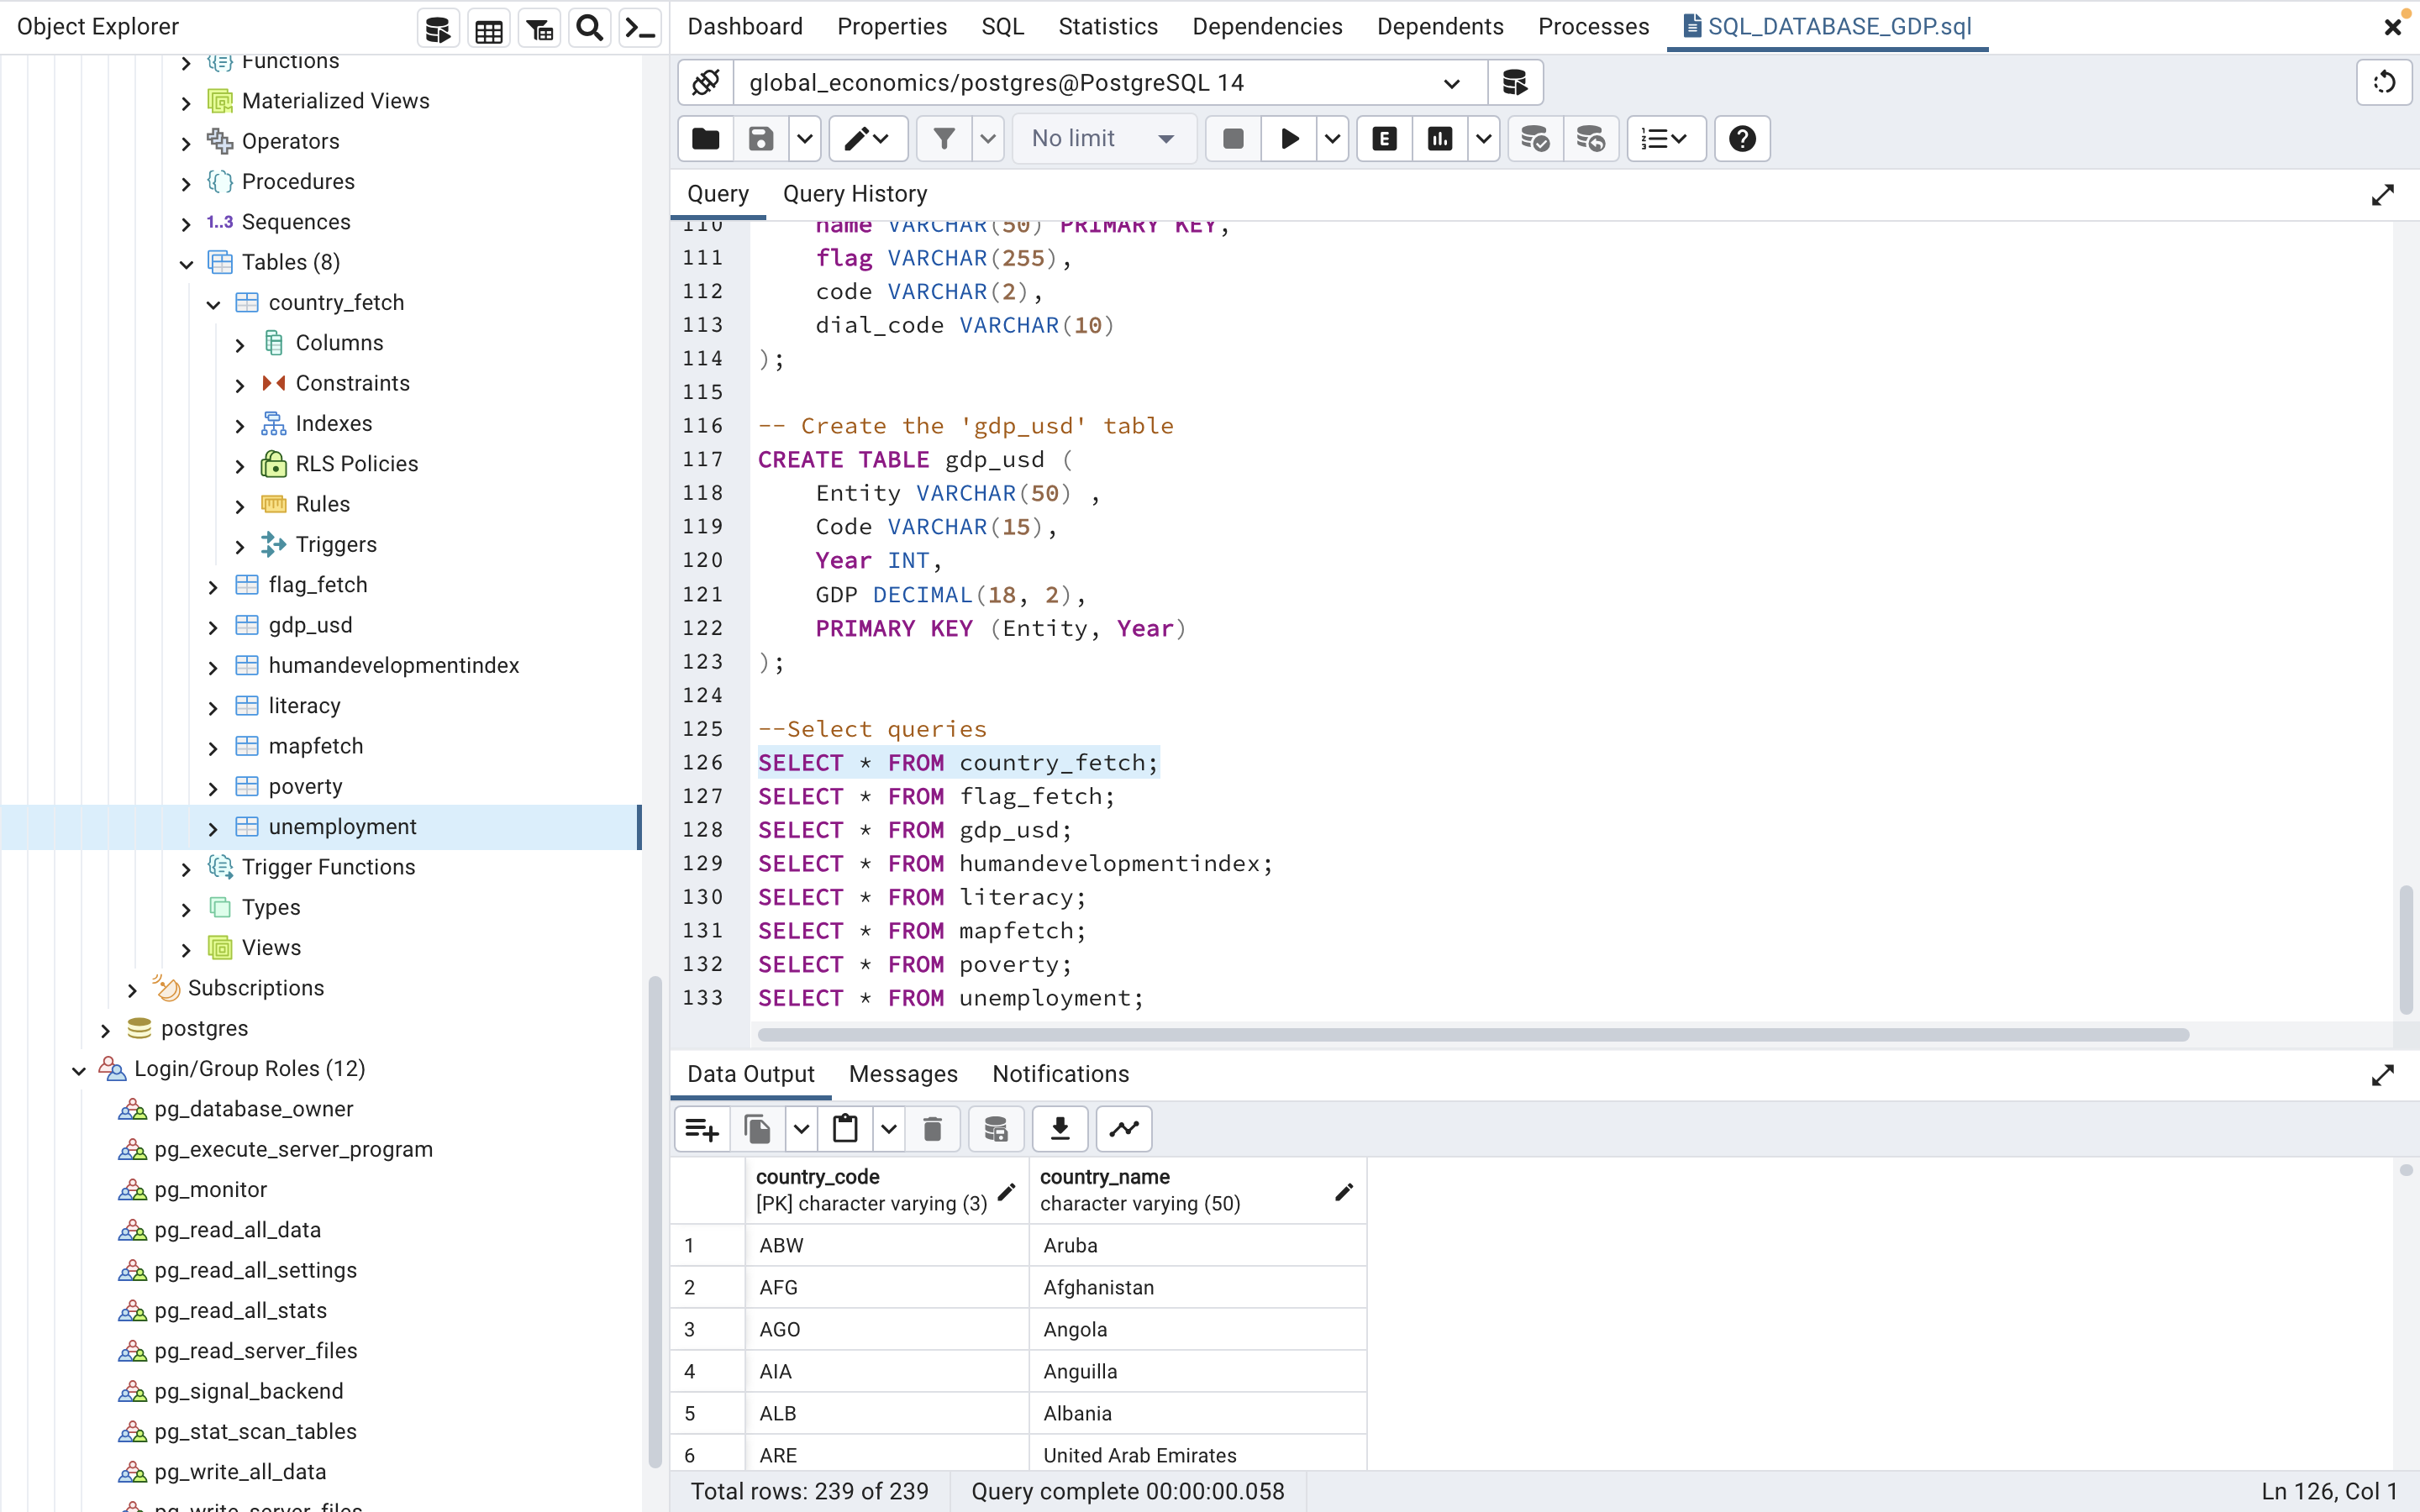 Object Explorer
Functions
Materialized Views
Operators
Procedures
1..3 Sequences
Tables (8)
country_fetch
Columns
Constraints
Indexes
RLS Policies
Rules
Triggers
flag_fetch
gdp_usd
humandevelopmentindex
literacy
mapfetch
poverty
unemployment
Trigger Functions
Types
Views
Subscriptions
postgres
Login/Group Roles (12)
pg_database_owner
pg_execute_server_program
pg_monitor
pg_read_all_data
pg_read_all_settings
pg_read_all_stats
pg_read_server_files
pg_signal_backend
pg_stat_scan_tables
pg_write_all_data
pg_write_server_files
Dashboard Properties SQL Statistics Dependencies Dependents Processes SQL_DATABASE_GDP.sql
global_economics/postgres@PostgreSQL 14
No limit E
Query Query History
110 name VARCHAR(50) PRIMARY KEY,
111 flag VARCHAR(255),
112 code VARCHAR(2),
113 dial_code VARCHAR(10)
114 );
115
116 -- Create the 'gdp_usd' table
117 CREATE TABLE gdp_usd (
118 Entity VARCHAR(50) ,
119 Code VARCHAR(15),
120 Year INT,
121 GDP DECIMAL(18, 2),
122 PRIMARY KEY (Entity, Year)
123 );
124
125 --Select queries
126 SELECT * FROM country_fetch;
127 SELECT * FROM flag_fetch;
128 SELECT * FROM gdp_usd;
129 SELECT * FROM humandevelopmentindex;
130 SELECT * FROM literacy;
131 SELECT * FROM mapfetch;
132 SELECT * FROM poverty;
133 SELECT * FROM unemployment;
Data Output Messages Notifications
country_code country_name
[PK] character varying (3) character varying (50)
1 ABW Aruba
2 AFG Afghanistan
3 AGO Angola
4 AIA Anguilla
5 ALB Albania
6 ARE United Arab Emirates
Total rows: 239 of 239 Query complete 00:00:00.058 Ln 126, Col 1